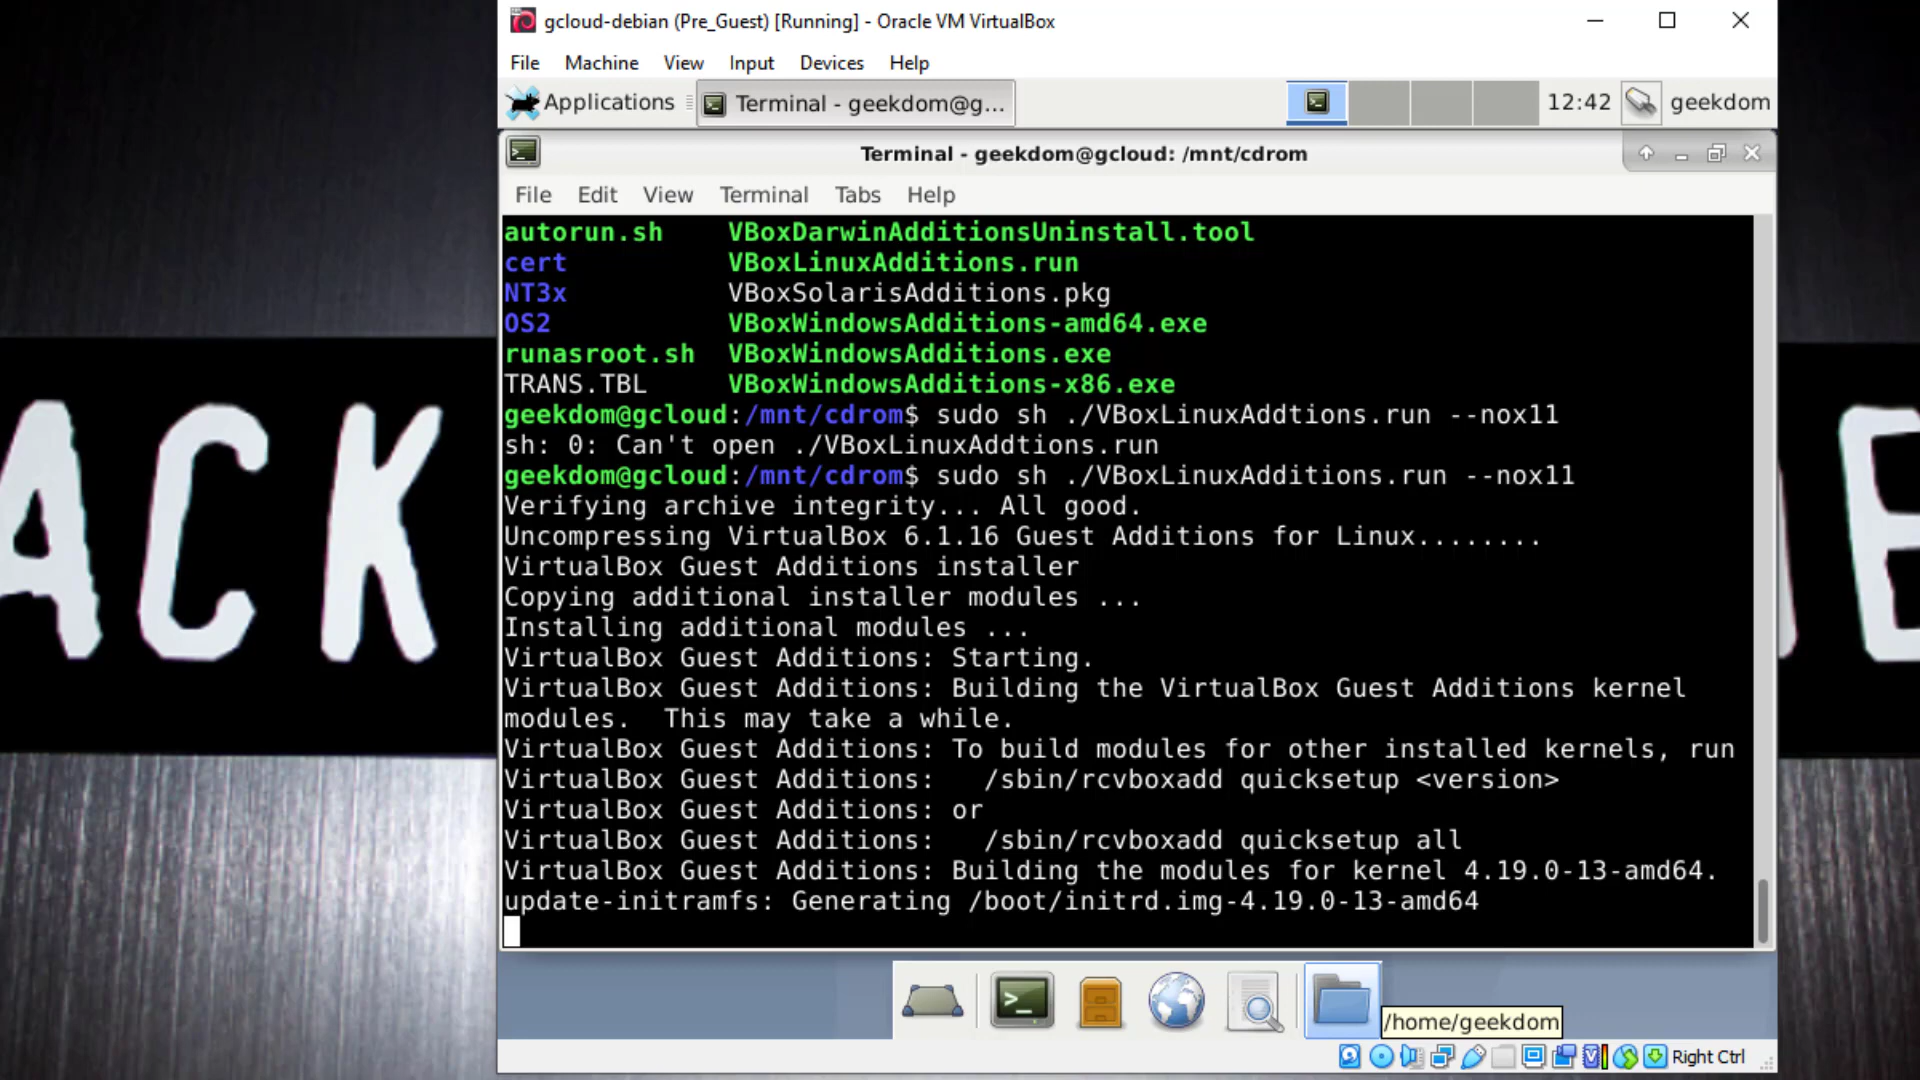 gcloud-debian (Pre_Guest) [Running] - Oracle VM VirtualBox
File Machine View Input Devices Help
Applications Terminal - geekdom@g... 12:42 geekdom
Terminal - geekdom@gcloud: /mnt/cdrom
File Edit View Terminal Tabs Help
autorun.sh VBoxDarwinAdditionsUninstall.tool
cert VBoxLinuxAdditions.run
NT3x VBoxSolarisAdditions.pkg
OS2 VBoxWindowsAdditions-amd64.exe
runasroot.sh VBoxWindowsAdditions.exe
TRANS.TBL VBoxWindowsAdditions-x86.exe
geekdom@gcloud:/mnt/cdrom$ sudo sh ./VBoxLinuxAddtions.run --nox11
sh: 0: Can't open ./VBoxLinuxAddtions.run
geekdom@gcloud:/mnt/cdrom$ sudo sh ./VBoxLinuxAdditions.run --nox11
Verifying archive integrity... All good.
Uncompressing VirtualBox 6.1.16 Guest Additions for Linux........
VirtualBox Guest Additions installer
Copying additional installer modules ...
Installing additional modules ...
VirtualBox Guest Additions: Starting.
VirtualBox Guest Additions: Building the VirtualBox Guest Additions kernel
modules.  This may take a while.
VirtualBox Guest Additions: To build modules for other installed kernels, run
VirtualBox Guest Additions:   /sbin/rcvboxadd quicksetup <version>
VirtualBox Guest Additions: or
VirtualBox Guest Additions:   /sbin/rcvboxadd quicksetup all
VirtualBox Guest Additions: Building the modules for kernel 4.19.0-13-amd64.
update-initramfs: Generating /boot/initrd.img-4.19.0-13-amd64
ACK E
/home/geekdom
Right Ctrl